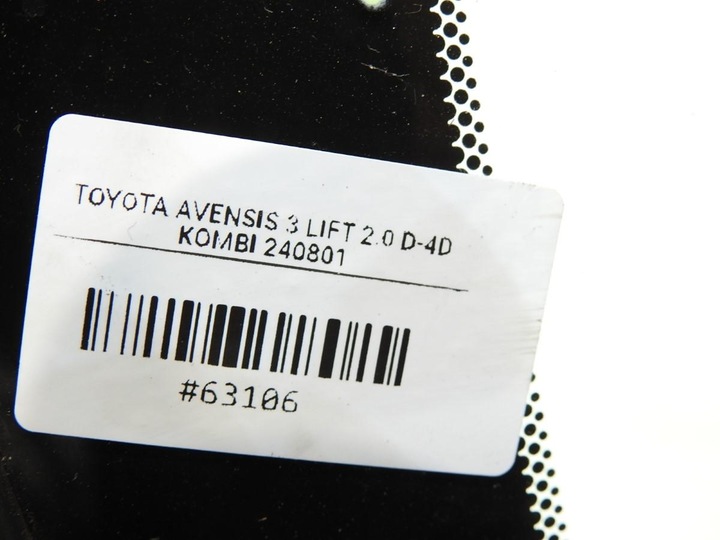 TOYOTA AVENSIS 3 LIFT 2.0 D-4D
KOMBI 240801
#63106